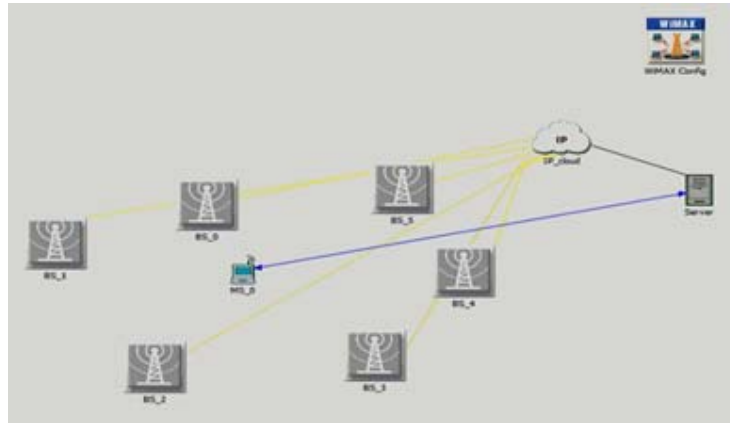 WiMAX
WiMAX Config
IP
IP_cloud
Server
BS_5
BS_0
BS_1
MS_0
BS_4
BS_2
BS_3